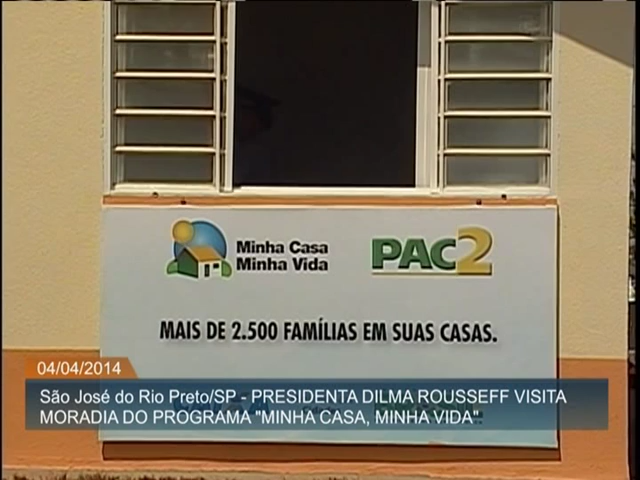 Minha Casa
Minha Vida
PAC2
MAIS DE 2.500 FAMÍLIAS EM SUAS CASAS.
04/04/2014
São José do Rio Preto/SP - PRESIDENTA DILMA ROUSSEFF VISITA
MORADIA DO PROGRAMA "MINHA CASA, MINHA VIDA"